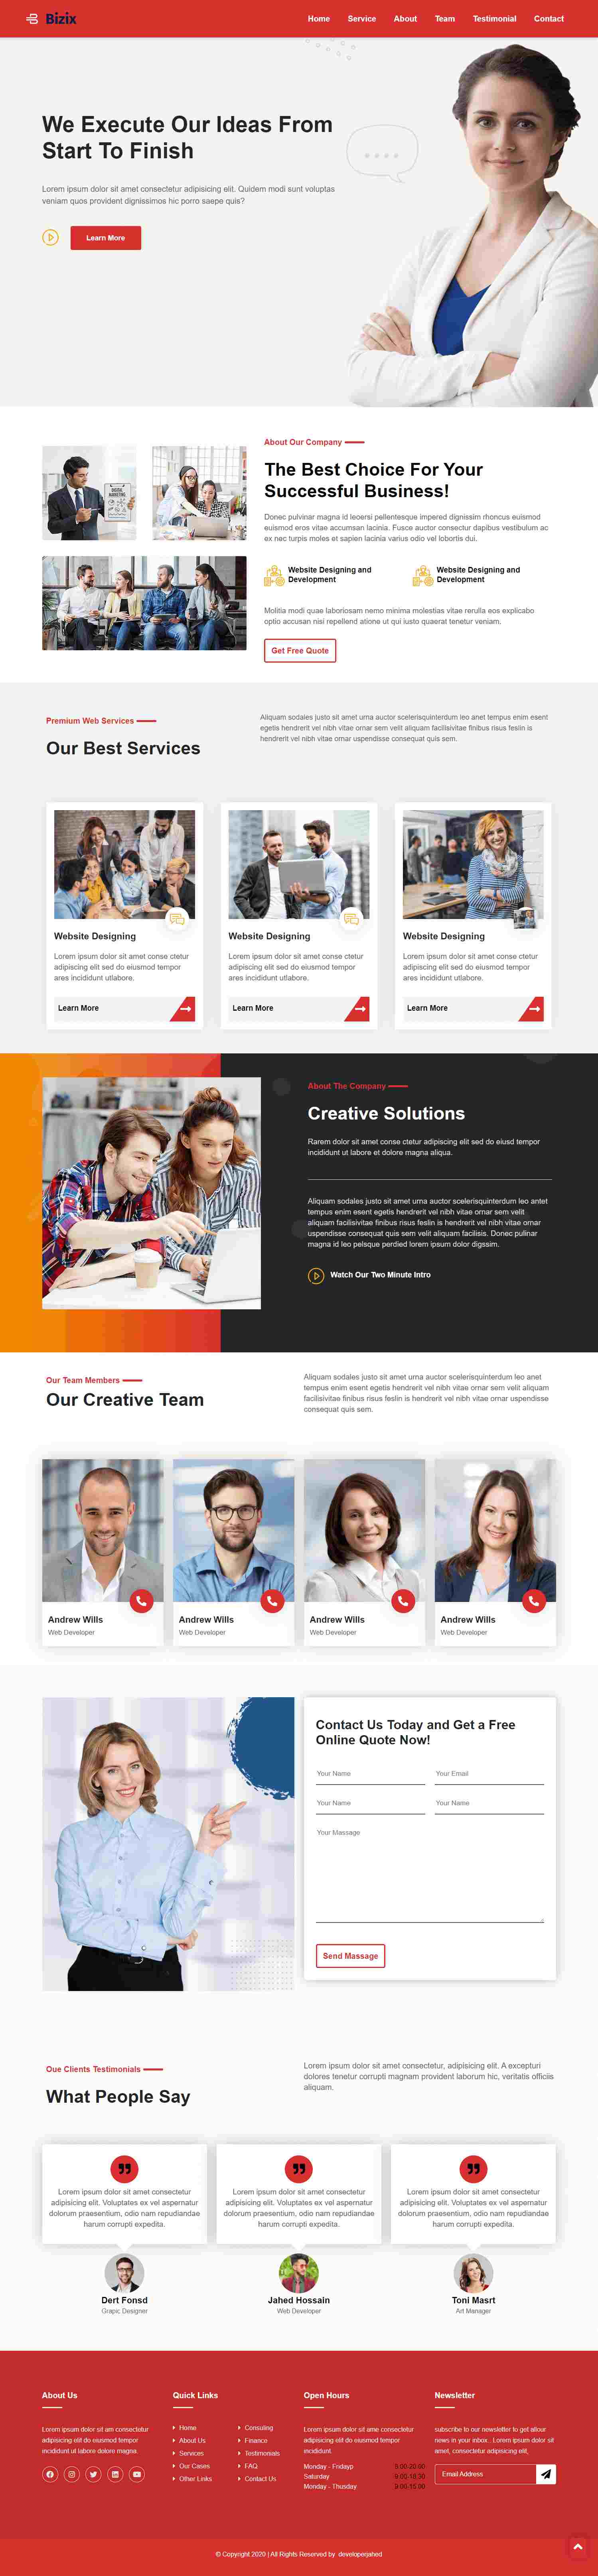 Bizix
Home Service About Team Testimonial Contact
We Execute Our Ideas From
Start To Finish
Lorem ipsum dolor sit amet consectetur adipisicing elit. Quidem modi sunt voluptas
veniam quos provident dignissimos hic porro saepe quis?
Learn More
About Our Company
The Best Choice For Your
Successful Business!
Donec pulvinar magna id leoersi pellentesque impered dignissim rhoncus euismod
euismod eros vitae accumsan lacinia. Fusce auctor consectur dapibus vestibulum ac
ex nec turpis moles et sapien lacinia varius odio vel lobortis dui.
DIGITAL
MARKETING
Website Designing and
Development
Website Designing and
Development
Molitia modi quae laboriosam nemo minima molestias vitae rerulla eos explicabo
optio accusan nisi repellend atione ut qui iusto quaerat tenetur veniam.
Get Free Quote
Premium Web Services
Our Best Services
Aliquam sodales justo sit amet urna auctor scelerisquinterdum leo anet tempus enim esent
egetis hendrerit vel nibh vitae ornar sem velit aliquam facilisivitae finibus risus feslin is
hendrerit vel nibh vitae ornar uspendisse consequat quis sem.
Website Designing
Lorem ipsum dolor sit amet conse ctetur
adipiscing elit sed do eiusmod tempor
ares incididunt utlabore.
Learn More
Website Designing
Lorem ipsum dolor sit amet conse ctetur
adipiscing elit sed do eiusmod tempor
ares incididunt utlabore.
Learn More
Website Designing
Lorem ipsum dolor sit amet conse ctetur
adipiscing elit sed do eiusmod tempor
ares incididunt utlabore.
Learn More
About The Company
Creative Solutions
Rarem dolor sit amet conse ctetur adipiscing elit sed do eiusd tempor
incididunt ut labore et dolore magna aliqua.
Aliquam sodales justo sit amet urna auctor scelerisquinterdum leo antet
tempus enim esent egetis hendrerit vel nibh vitae ornar sem velit
aliquam facilisivitae finibus risus feslin is hendrerit vel nibh vitae ornar
uspendisse consequat quis sem velit aliquam facilisis. Donec pulinar
magna id leo pelsque perdied lorem ipsum dolor digssim.
Watch Our Two Minute Intro
Our Team Members
Our Creative Team
Aliquam sodales justo sit amet urna auctor scelerisquinterdum leo anet
tempus enim esent egetis hendrerit vel nibh vitae ornar sem velit aliquam
facilisivitae finibus risus feslin is hendrerit vel nibh vitae ornar uspendisse
consequat quis sem.
Andrew Wills
Web Developer
Andrew Wills
Web Developer
Andrew Wills
Web Developer
Andrew Wills
Web Developer
Contact Us Today and Get a Free
Online Quote Now!
Your Name Your Email
Your Name Your Name
Your Massage
Send Massage
Oue Clients Testimonials
What People Say
Lorem ipsum dolor sit amet consectetur, adipisicing elit. A excepturi
dolores tenetur corrupti magnam provident laborum hic, veritatis officiis
aliquam.
Lorem ipsum dolor sit amet consectetur
adipisicing elit. Voluptates ex vel aspernatur
dolorum praesentium, odio nam repudiandae
harum corrupti expedita.
Dert Fonsd
Grapic Designer
Lorem ipsum dolor sit amet consectetur
adipisicing elit. Voluptates ex vel aspernatur
dolorum praesentium, odio nam repudiandae
harum corrupti expedita.
Jahed Hossain
Web Developer
Lorem ipsum dolor sit amet consectetur
adipisicing elit. Voluptates ex vel aspernatur
dolorum praesentium, odio nam repudiandae
harum corrupti expedita.
Toni Masrt
Art Manager
About Us
Lorem ipsum dolor sit am consectetur
adipisicing elit do eiusmod tempor
incididunt ut labore dotore magna.
Quick Links
Home
About Us
Services
Our Cases
Other Links
Consuling
Finance
Testimonials
FAQ
Contact Us
Open Hours
Lorem ipsum dolor sit ame consectetur
adipisicing elit do eiusmod tempor
incididunt.
Monday - Fridayp 9.00-20.00
Saturday 9.00-18.30
Monday - Thusday 9.00-15.00
Newsletter
subscribe to our newsletter to get allour
news in your inbox...Lorem ipsum dolor sit
amet, consectetur adipisicing elit,
Email Address
© Copyright 2020 | All Rights Reserved by developerjahed